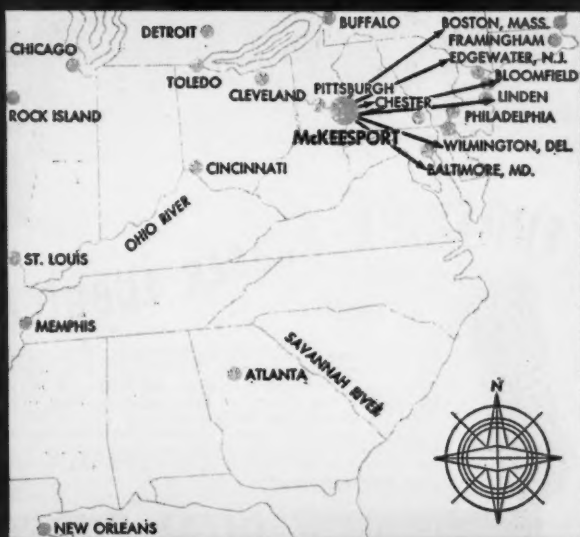 BUFFALO
BOSTON, MASS.
DETROIT
FRAMINGHAM
CHICAGO
EDGEWATER, N.J.
TOLEDO
BLOOMFIELD
CLEVELAND
PITTSBURGH
CHESTER
LINDEN
ROCK ISLAND
PHILADELPHIA
McKEESPORT
WILMINGTON, DEL.
CINCINNATI
BALTIMORE, MD.
OHIO RIVER
ST. LOUIS
MEMPHIS
SAVANNAH RIVER
ATLANTA
N
NEW ORLEANS